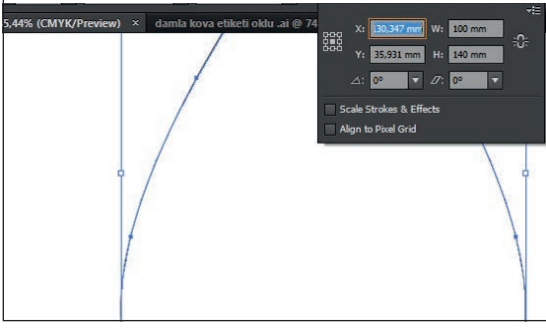 5,44% (CMYK/Preview) × damla kova etiketi oklu .ai @ 74
X: 130,347 mm W: 100 mm
Y: 35,931 mm H: 140 mm
0° 0°
Scale Strokes & Effects
Align to Pixel Grid